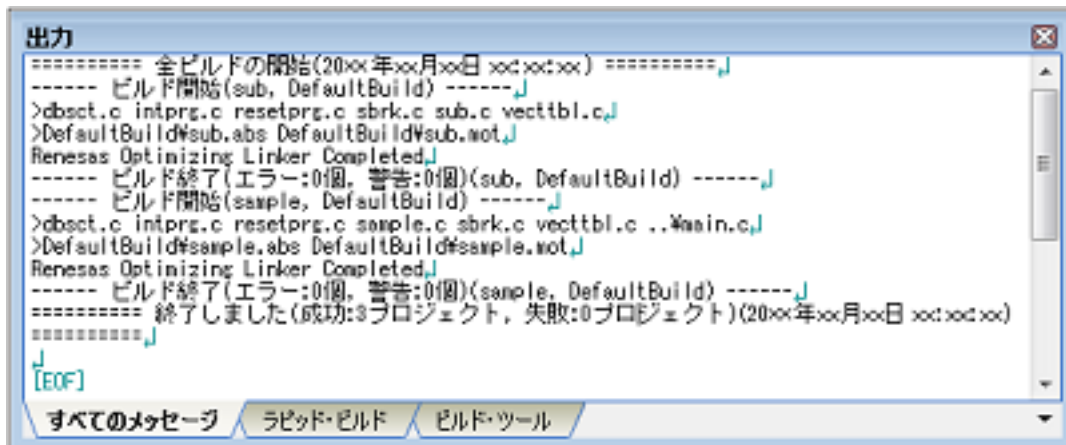 出力
========== 全ビルドの開始(20xx年xx月xx日 xx:xx:xx) ==========↲
------ ビルド開始(sub, DefaultBuild) ------↲
>dbsct.c intprg.c resetprg.c sbrk.c sub.c vecttbl.c↲
>DefaultBuild¥sub.abs DefaultBuild¥sub.mot↲
Renesas Optimizing Linker Completed↲
------ ビルド終了(エラー:0個, 警告:0個)(sub, DefaultBuild) ------↲
------ ビルド開始(sample, DefaultBuild) ------↲
>dbsct.c intprg.c resetprg.c sample.c sbrk.c vecttbl.c ..¥main.c↲
>DefaultBuild¥sample.abs DefaultBuild¥sample.mot↲
Renesas Optimizing Linker Completed↲
------ ビルド終了(エラー:0個, 警告:0個)(sample, DefaultBuild) ------↲
========== 終了しました(成功:3プロジェクト, 失敗:0プロジェクト)(20xx年xx月xx日 xx:xx:xx)
==========↲
↲
[EOF]
すべてのメッセージ ラピッド・ビルド ビルド・ツール